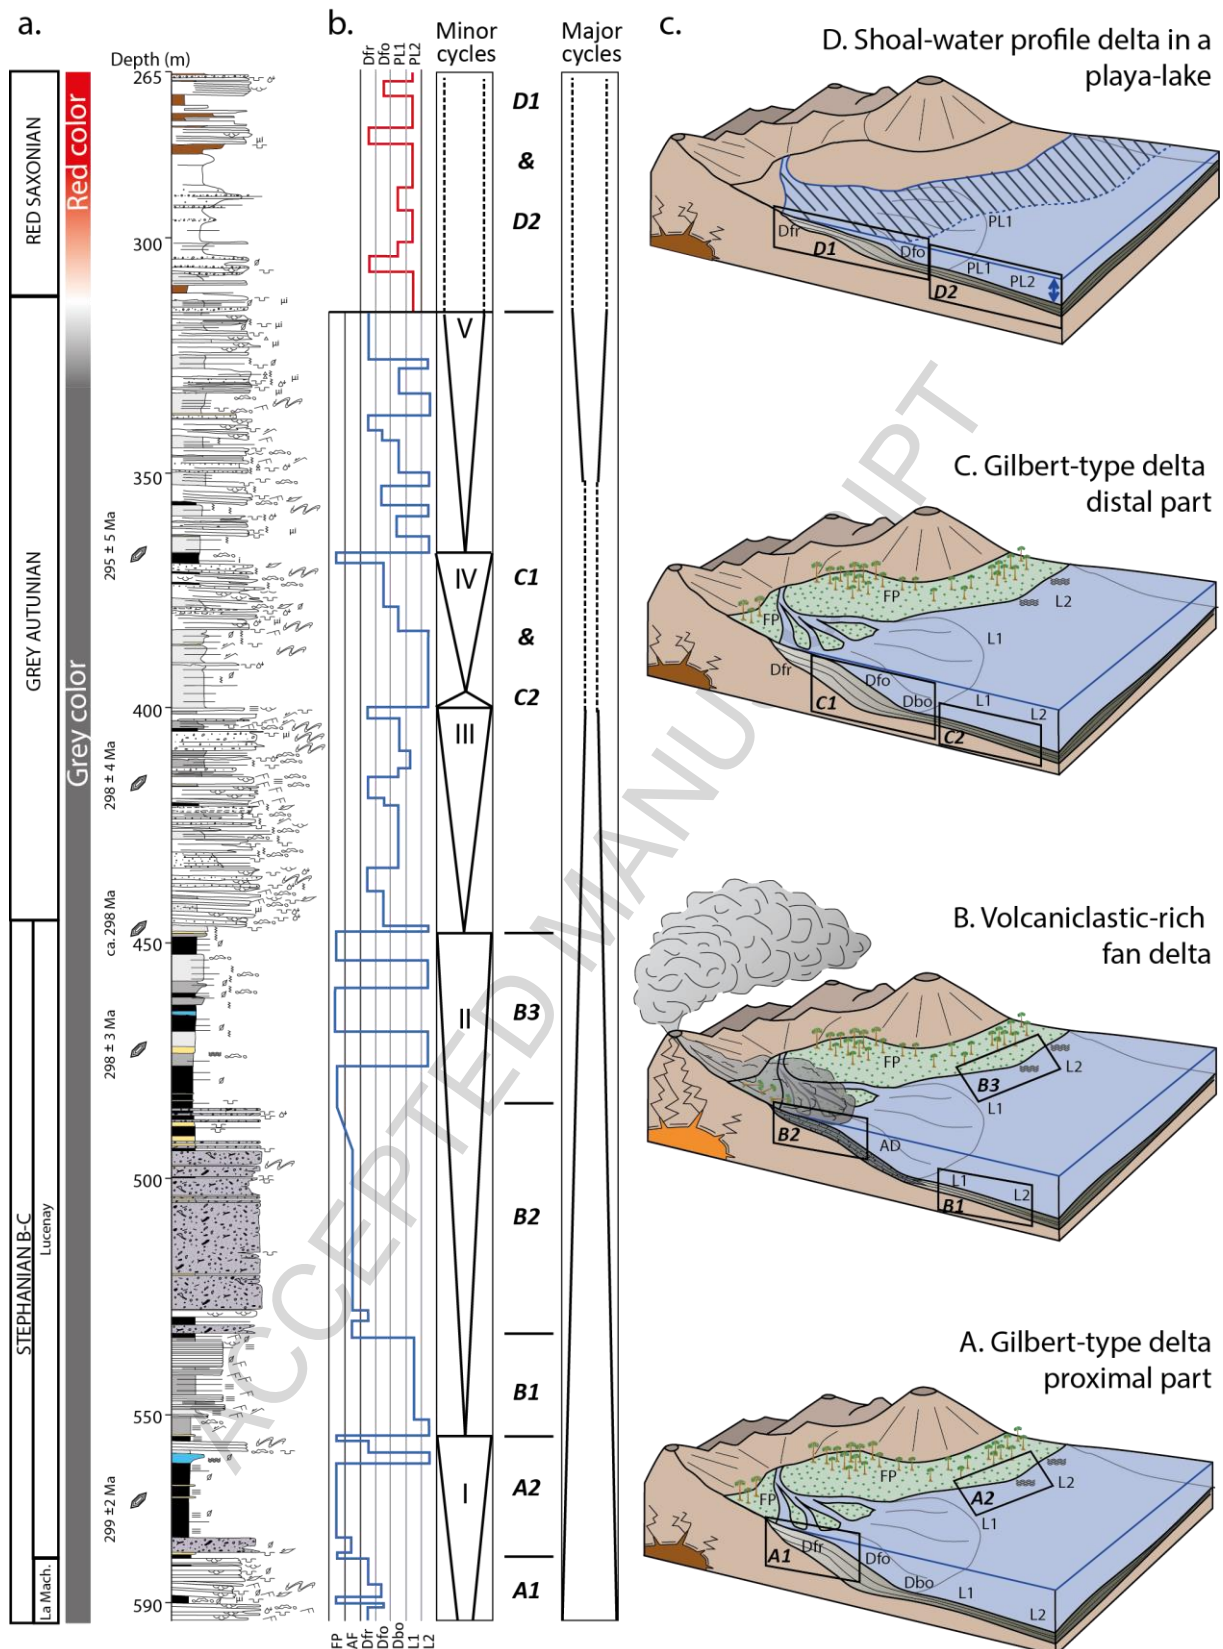 a.
b.
Minor
cycles
Major
cycles
c.
Depth (m)
Dfr
Dfo
PL1
PL2
265
300
350
400
450
500
550
590
RED SAXONIAN
GREY AUTUNIAN
STEPHANIAN B-C
Lucenay
La Mach.
Red color
Grey color
295 ± 5 Ma
298 ± 4 Ma
ca. 298 Ma
298 ± 3 Ma
299 ±2 Ma
V
IV
III
II
I
D1
&
D2
C1
&
C2
B3
B2
B1
A2
A1
FP
AF
Dfr
Dfo
Dbo
L1
L2
D. Shoal-water profile delta in a
playa-lake
Dfr
D1
Dfo
PL1
PL1
PL2
D2
C. Gilbert-type delta
distal part
FP
FP
L2
L1
Dfr
Dfo
Dbo
C1
L1
L2
C2
B. Volcaniclastic-rich
fan delta
FP
B3
L2
L1
B2
AD
L1
L2
B1
A. Gilbert-type delta
proximal part
FP
FP
A2
L2
L1
A1
Dfr
Dfo
Dbo
L1
L2
ACCEPTED MANUSCRIPT